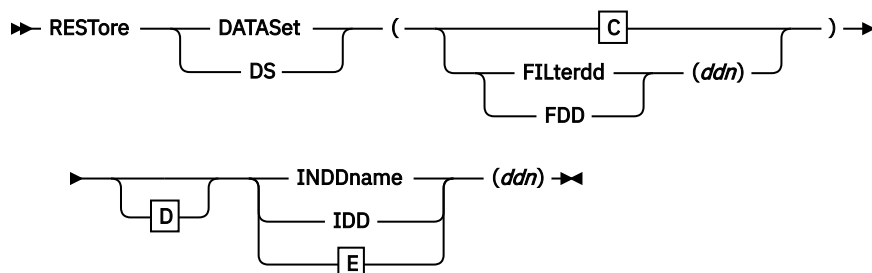 RESTore DATASet ( C )
DS FILterdd (ddn)
FDD
INDDname (ddn)
D IDD
E